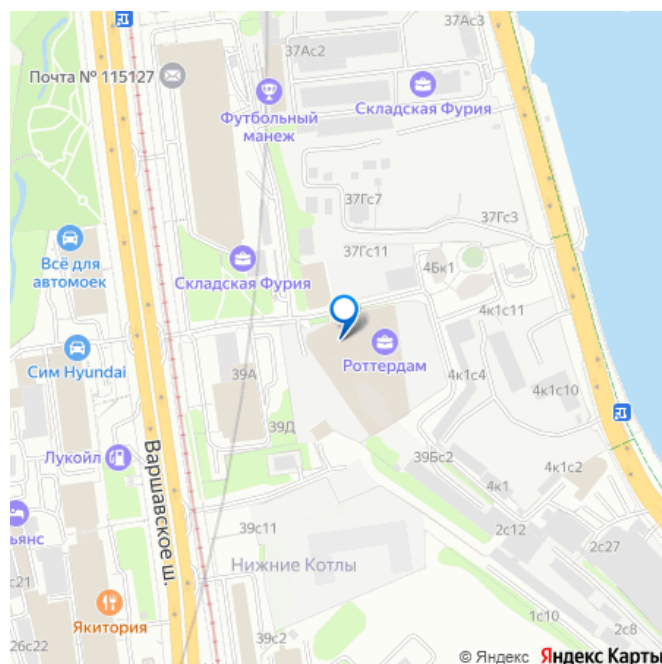 37Ас3
37Ас2
Почта № 115127
Складская Фурия
Футбольный
манеж
37Гс7
37Гс3
37Гс11
4Бк1
Всё для
автомоек
Складская Фурия
4к1с11
Роттердам
Сим Hyundai
39А
4к1с4
4к1с10
39Д
Варшавское ш.
Лукойл
39Бс2
4к1с2
4к1
ьянс
39с11
2с12
2с27
Нижние Котлы
с21
Якитория
1с10
2с8
39с2
26с22
© Яндекс Яндекс Карты